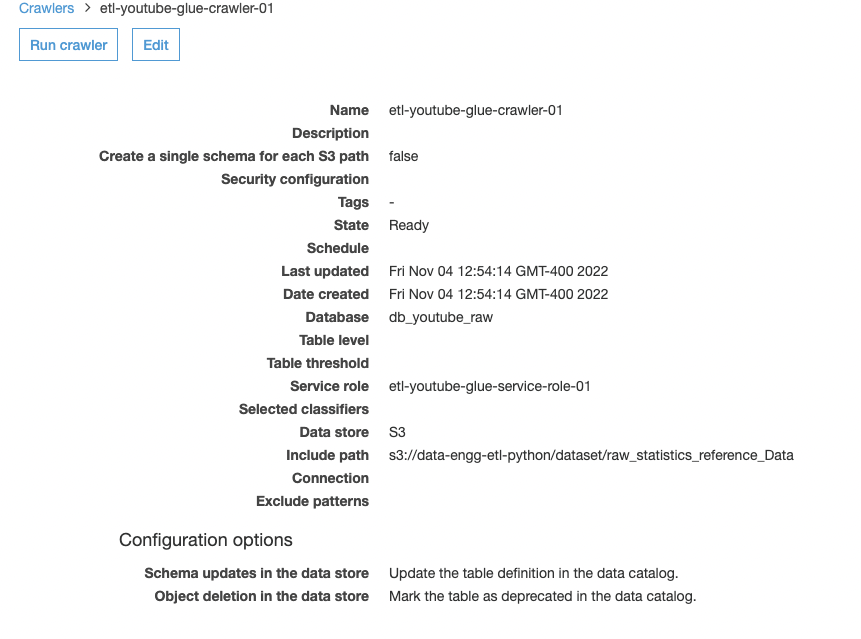 Crawlers > etl-youtube-glue-crawler-01
Run crawler Edit
Name etl-youtube-glue-crawler-01
Description
Create a single schema for each S3 path false
Security configuration
Tags -
State Ready
Schedule
Last updated Fri Nov 04 12:54:14 GMT-400 2022
Date created Fri Nov 04 12:54:14 GMT-400 2022
Database db_youtube_raw
Table level
Table threshold
Service role etl-youtube-glue-service-role-01
Selected classifiers
Data store S3
Include path s3://data-engg-etl-python/dataset/raw_statistics_reference_Data
Connection
Exclude patterns
Configuration options
Schema updates in the data store Update the table definition in the data catalog.
Object deletion in the data store Mark the table as deprecated in the data catalog.